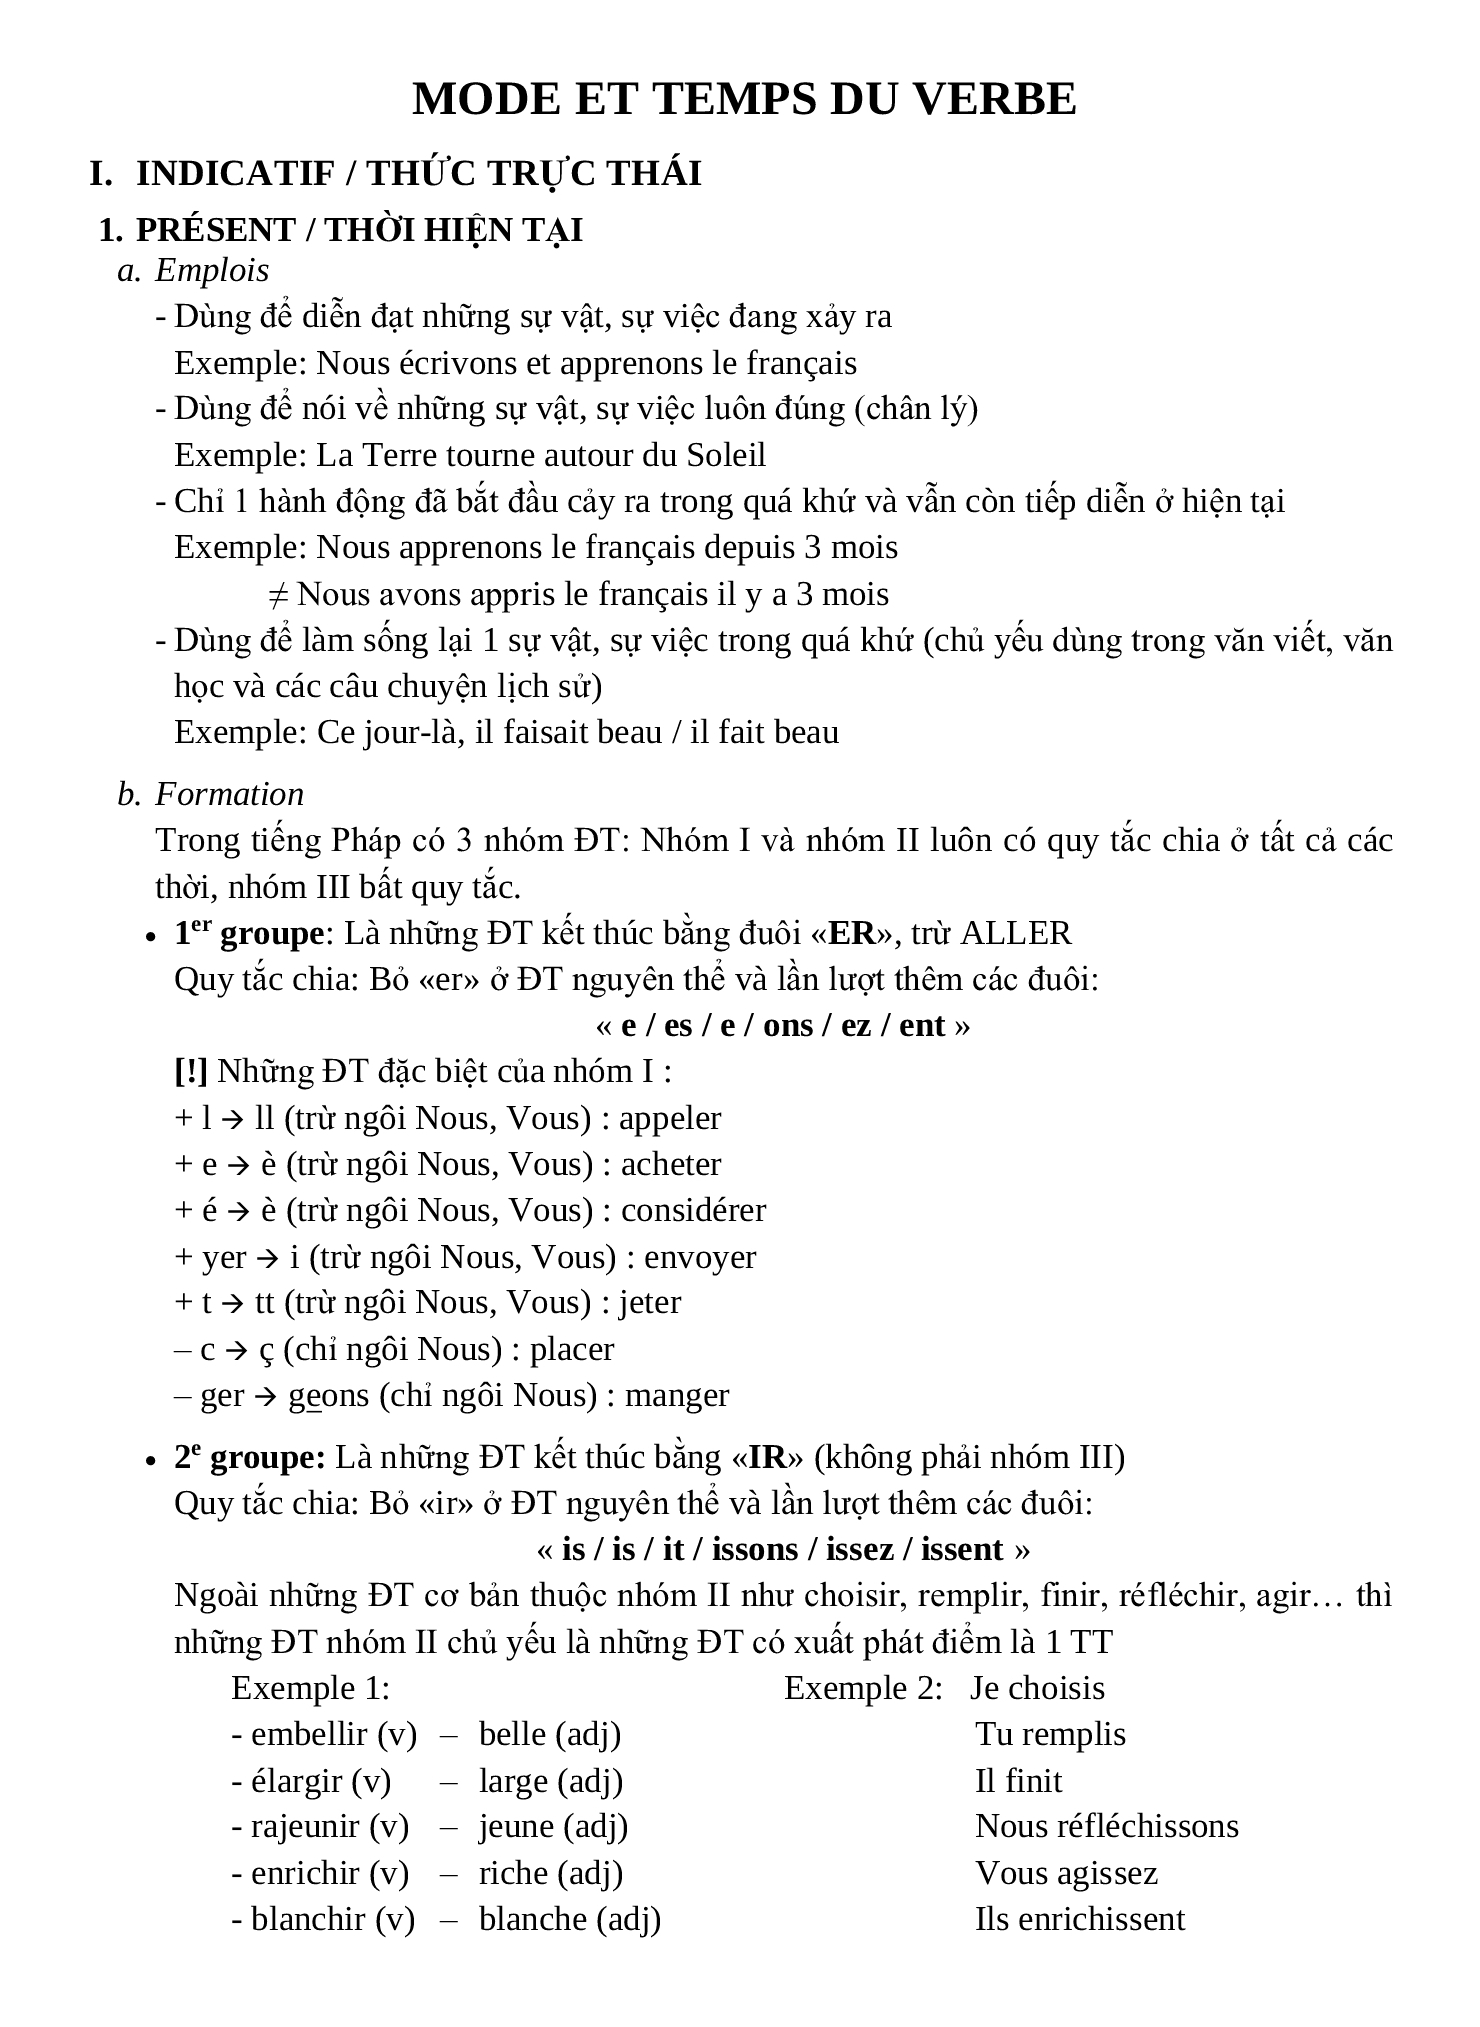 MODE ET TEMPS DU VERBE
I. INDICATIF / THỨC TRỰC THÁI
1. PRÉSENT / THỜI HIỆN TẠI
a. Emplois
- Dùng để diễn đạt những sự vật, sự việc đang xảy ra
Exemple: Nous écrivons et apprenons le français
- Dùng để nói về những sự vật, sự việc luôn đúng (chân lý)
Exemple: La Terre tourne autour du Soleil
- Chỉ 1 hành động đã bắt đầu cảy ra trong quá khứ và vẫn còn tiếp diễn ở hiện tại
Exemple: Nous apprenons le français depuis 3 mois
≠ Nous avons appris le français il y a 3 mois
- Dùng để làm sống lại 1 sự vật, sự việc trong quá khứ (chủ yếu dùng trong văn viết, văn
học và các câu chuyện lịch sử)
Exemple: Ce jour-là, il faisait beau / il fait beau
b. Formation
Trong tiếng Pháp có 3 nhóm ĐT: Nhóm I và nhóm II luôn có quy tắc chia ở tất cả các
thời, nhóm III bất quy tắc.
• 1er groupe: Là những ĐT kết thúc bằng đuôi «ER», trừ ALLER
Quy tắc chia: Bỏ «er» ở ĐT nguyên thể và lần lượt thêm các đuôi:
« e / es / e / ons / ez / ent »
[!] Những ĐT đặc biệt của nhóm I :
+ l → ll (trừ ngôi Nous, Vous) : appeler
+ e → è (trừ ngôi Nous, Vous) : acheter
+ é → è (trừ ngôi Nous, Vous) : considérer
+ yer → i (trừ ngôi Nous, Vous) : envoyer
+ t → tt (trừ ngôi Nous, Vous) : jeter
– c → ç (chỉ ngôi Nous) : placer
– ger → geons (chỉ ngôi Nous) : manger
• 2e groupe: Là những ĐT kết thúc bằng «IR» (không phải nhóm III)
Quy tắc chia: Bỏ «ir» ở ĐT nguyên thể và lần lượt thêm các đuôi:
« is / is / it / issons / issez / issent »
Ngoài những ĐT cơ bản thuộc nhóm II như choisir, remplir, finir, réfléchir, agir… thì
những ĐT nhóm II chủ yếu là những ĐT có xuất phát điểm là 1 TT
Exemple 1: Exemple 2: Je choisis
- embellir (v) – belle (adj) Tu remplis
- élargir (v) – large (adj) Il finit
- rajeunir (v) – jeune (adj) Nous réfléchissons
- enrichir (v) – riche (adj) Vous agissez
- blanchir (v) – blanche (adj) Ils enrichissent